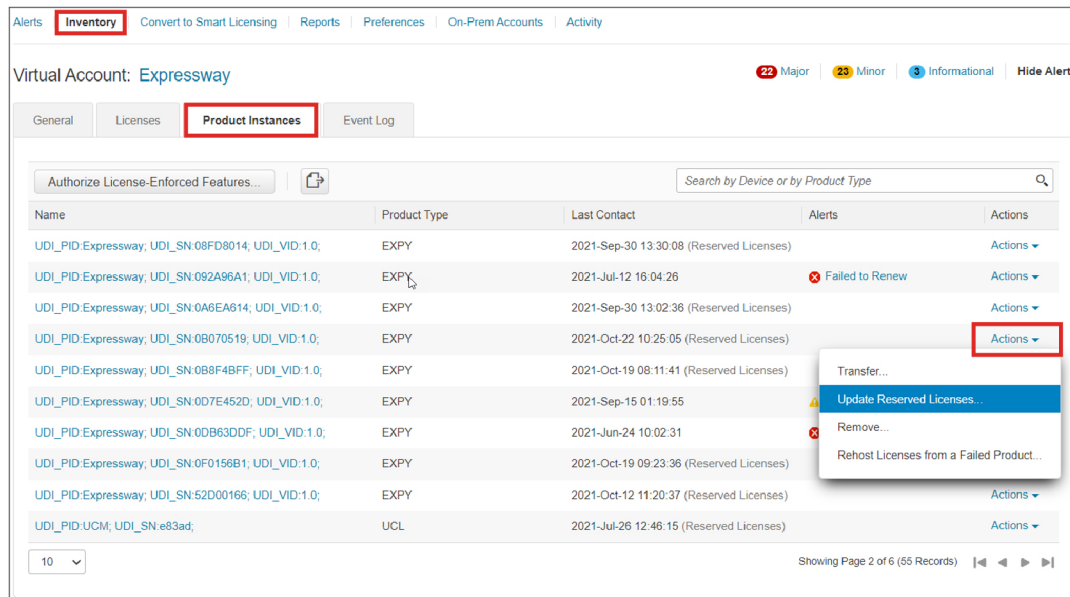 Alerts Inventory Convert to Smart Licensing Reports Preferences On-Prem Accounts Activity
Virtual Account: Expressway 22 Major 23 Minor 3 Informational Hide Alert
General Licenses Product Instances Event Log
Authorize License-Enforced Features... Search by Device or by Product Type
Name Product Type Last Contact Alerts Actions
UDI_PID:Expressway; UDI_SN:08FD8014; UDI_VID:1.0; EXPY 2021-Sep-30 13:30:08 (Reserved Licenses) Actions
UDI_PID:Expressway; UDI_SN:092A96A1; UDI_VID:1.0; EXPY 2021-Jul-12 16:04:26 Failed to Renew Actions
UDI_PID:Expressway; UDI_SN:0A6EA614; UDI_VID:1.0; EXPY 2021-Sep-30 13:02:36 (Reserved Licenses) Actions
UDI_PID:Expressway; UDI_SN:0B070519; UDI_VID:1.0; EXPY 2021-Oct-22 10:25:05 (Reserved Licenses) Actions
UDI_PID:Expressway; UDI_SN:0B8F4BFF; UDI_VID:1.0; EXPY 2021-Oct-19 08:11:41 (Reserved Licenses)
Transfer...
UDI_PID:Expressway; UDI_SN:0D7E452D; UDI_VID:1.0; EXPY 2021-Sep-15 01:19:55
Update Reserved Licenses...
UDI_PID:Expressway; UDI_SN:0DB63DDF; UDI_VID:1.0; EXPY 2021-Jun-24 10:02:31
Remove...
UDI_PID:Expressway; UDI_SN:0F0156B1; UDI_VID:1.0; EXPY 2021-Oct-19 09:23:36 (Reserved Licenses)
Rehost Licenses from a Failed Product...
UDI_PID:Expressway; UDI_SN:52D00166; UDI_VID:1.0; EXPY 2021-Oct-12 11:20:37 (Reserved Licenses) Actions
UDI_PID:UCM; UDI_SN:e83ad; UCL 2021-Jul-26 12:46:15 (Reserved Licenses) Actions
10 Showing Page 2 of 6 (55 Records)